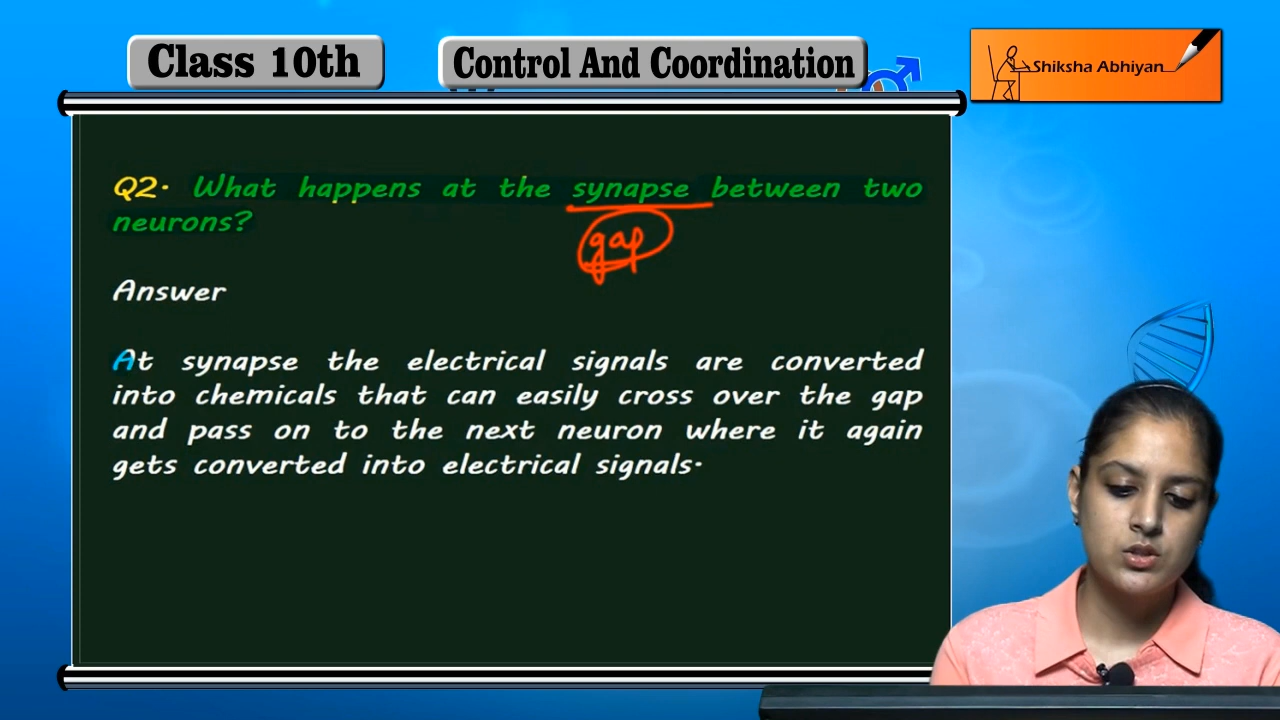 Class 10th
Control And Coordination
Shiksha Abhiyan
Q2. What happens at the synapse between two
neurons?
gap
Answer
At synapse the electrical signals are converted
into chemicals that can easily cross over the gap
and pass on to the next neuron where it again
gets converted into electrical signals.